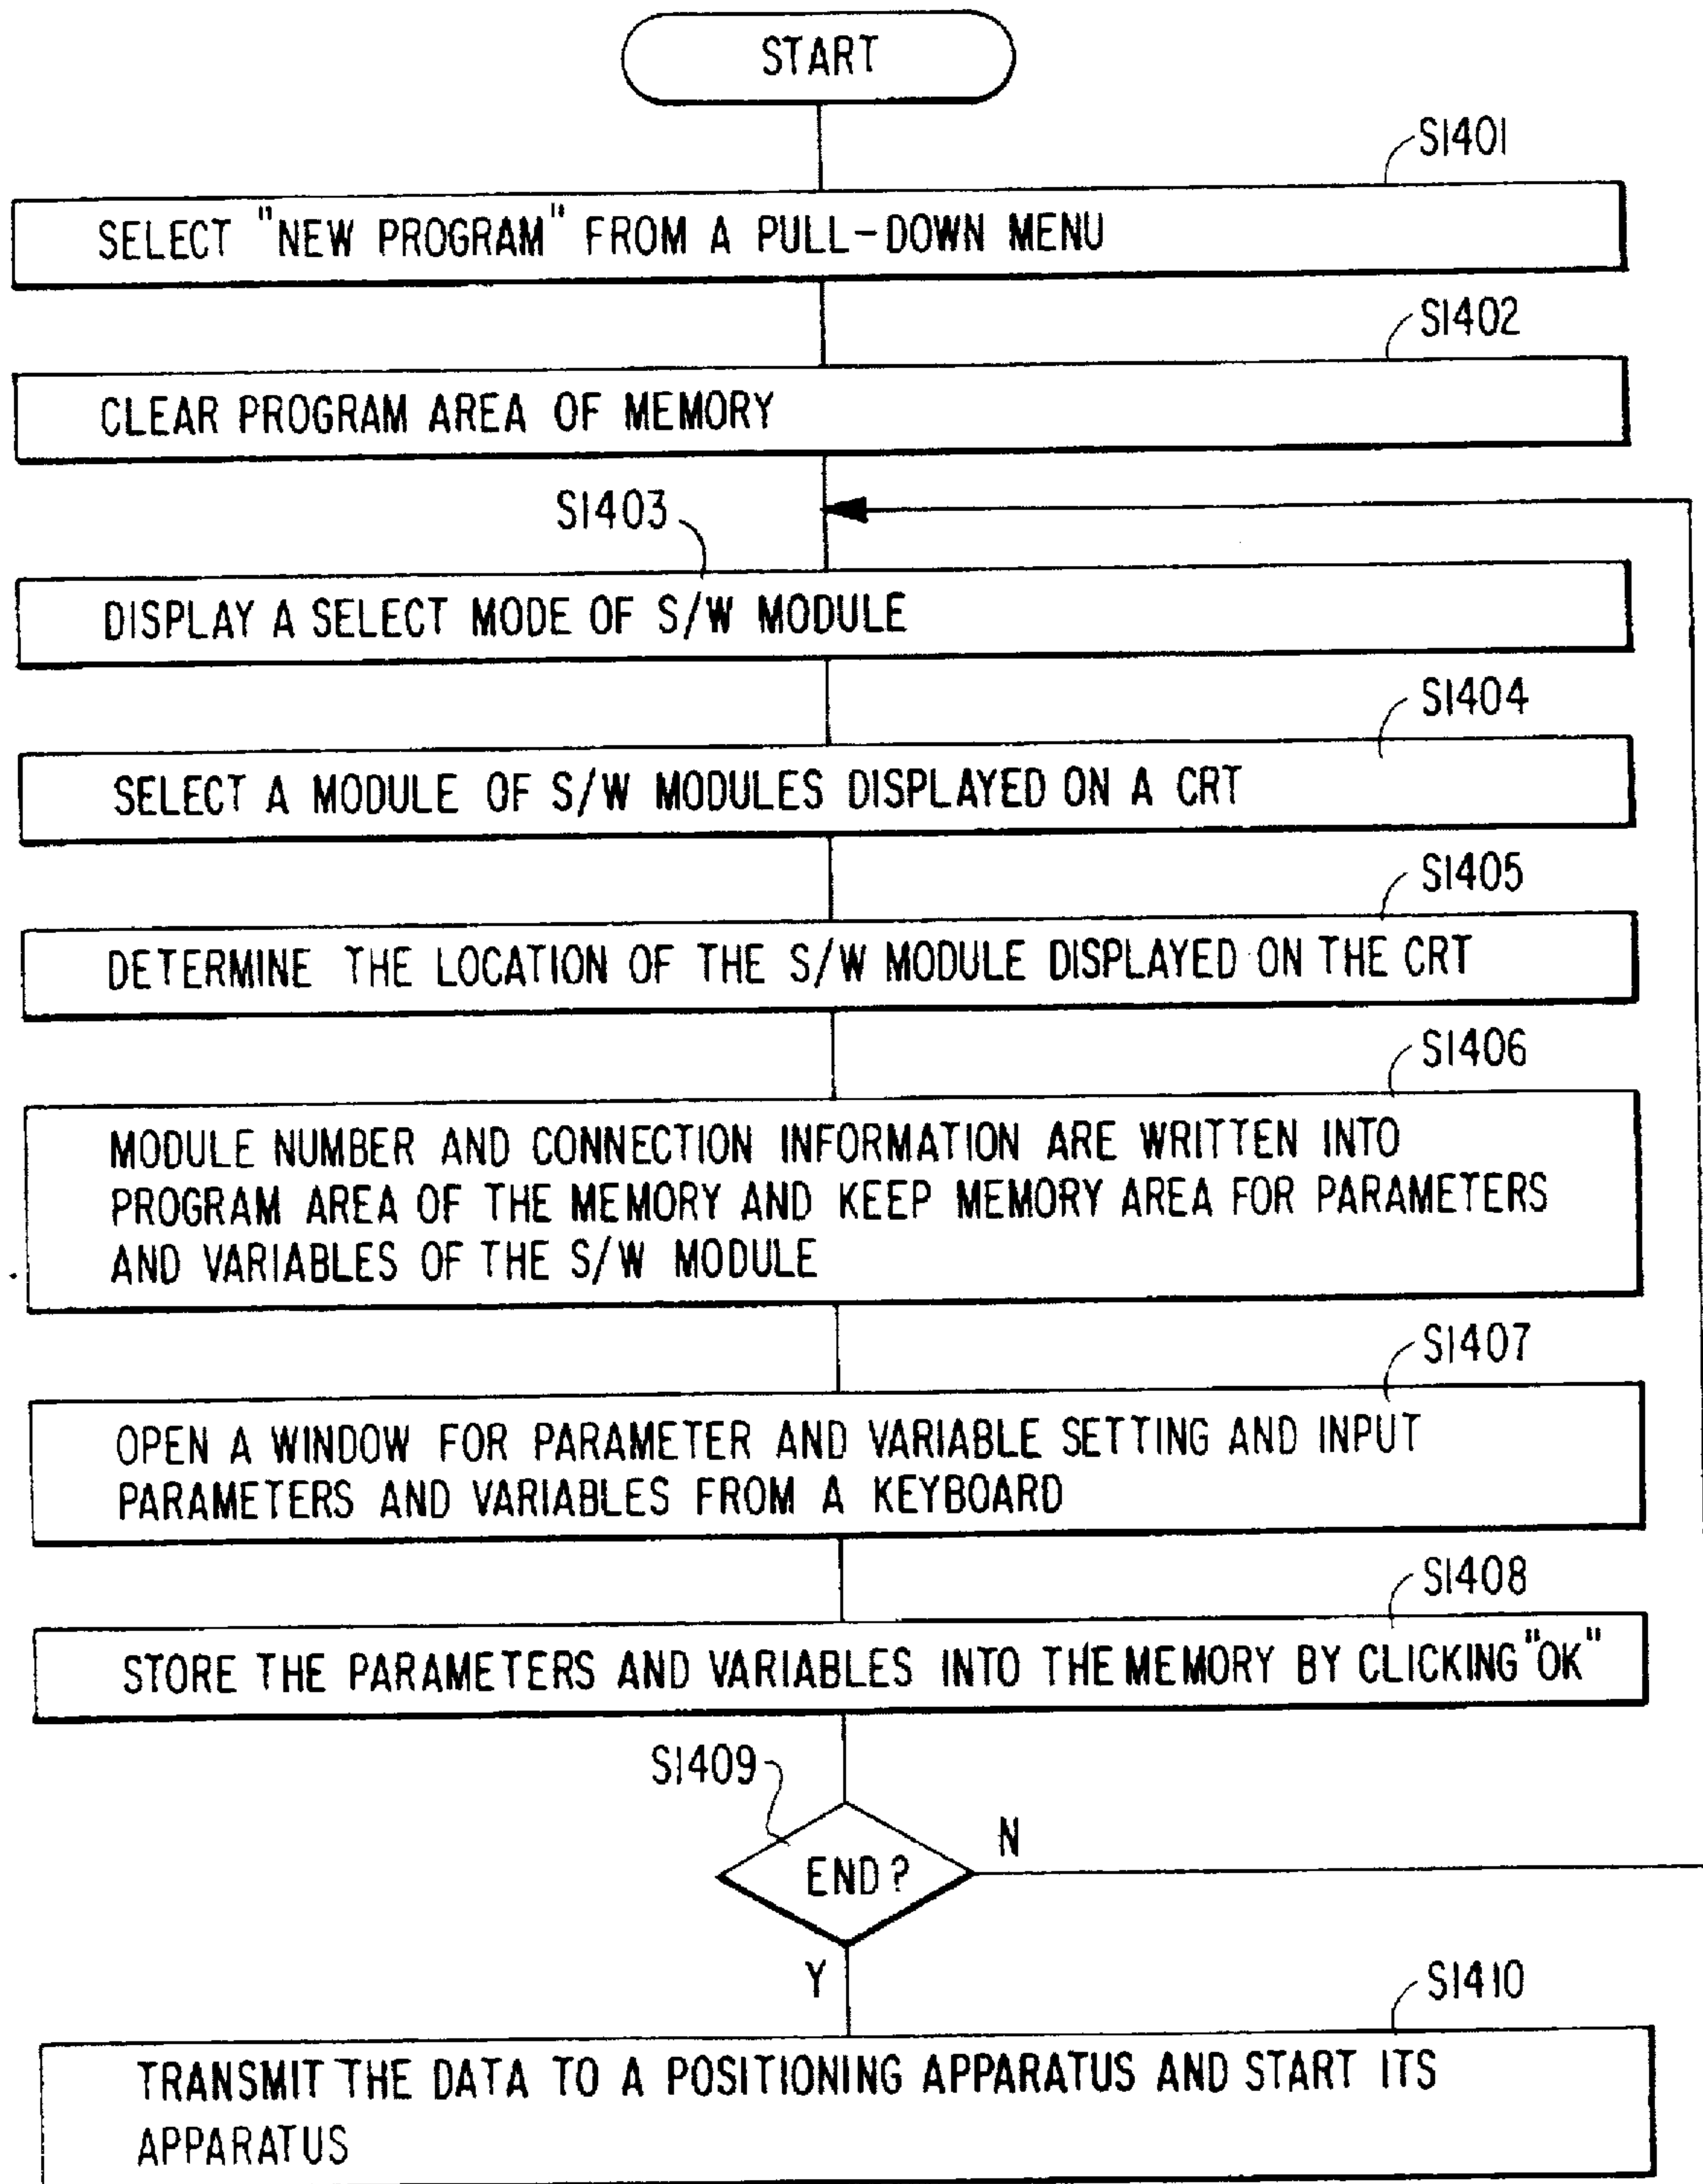 START
S1401
SELECT "NEW PROGRAM" FROM A PULL-DOWN MENU
S1402
CLEAR PROGRAM AREA OF MEMORY
S1403
DISPLAY A SELECT MODE OF S/W MODULE
S1404
SELECT A MODULE OF S/W MODULES DISPLAYED ON A CRT
S1405
DETERMINE THE LOCATION OF THE S/W MODULE DISPLAYED ON THE CRT
S1406
MODULE NUMBER AND CONNECTION INFORMATION ARE WRITTEN INTO
PROGRAM AREA OF THE MEMORY AND KEEP MEMORY AREA FOR PARAMETERS
AND VARIABLES OF THE S/W MODULE
S1407
OPEN A WINDOW FOR PARAMETER AND VARIABLE SETTING AND INPUT
PARAMETERS AND VARIABLES FROM A KEYBOARD
S1408
STORE THE PARAMETERS AND VARIABLES INTO THE MEMORY BY CLICKING "OK"
S1409
END?
N
Y
S1410
TRANSMIT THE DATA TO A POSITIONING APPARATUS AND START ITS
APPARATUS